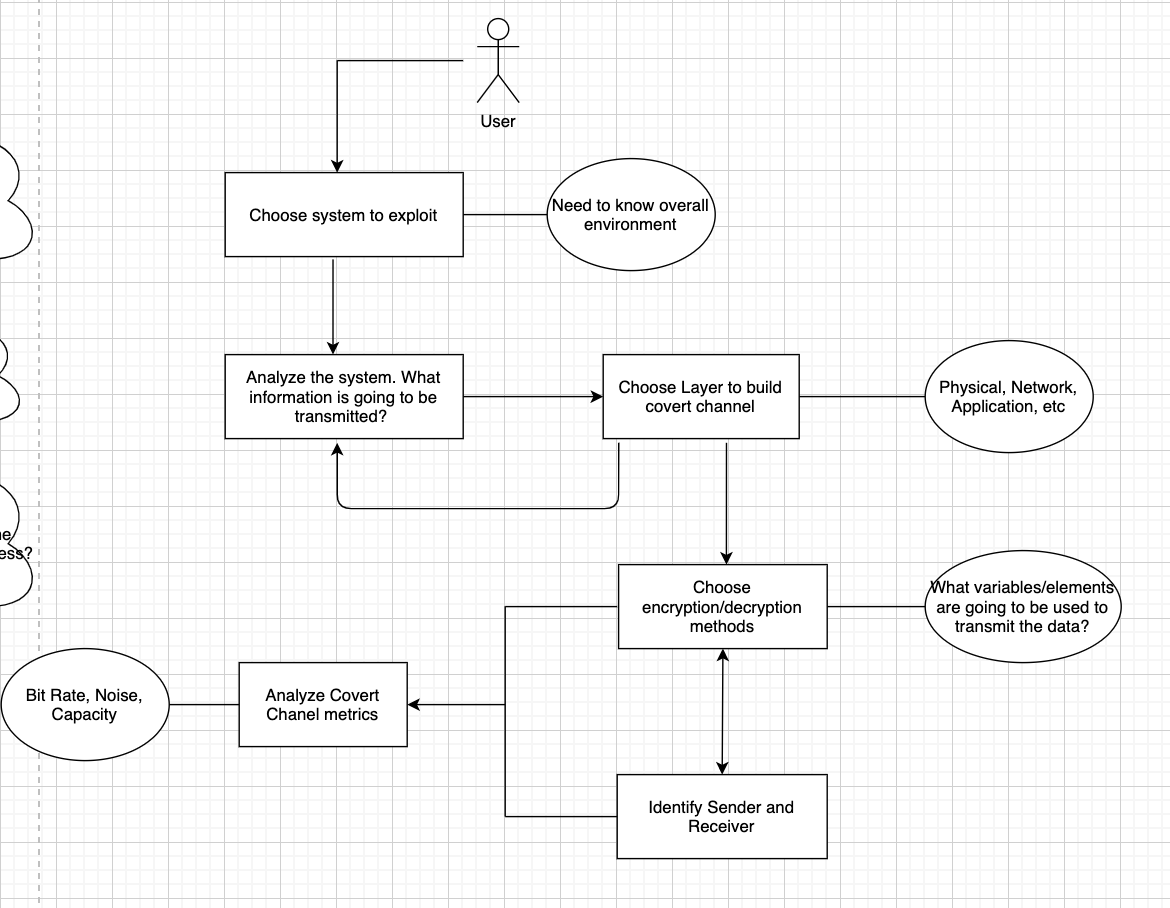 User
Choose system to exploit
Need to know overall
environment
Analyze the system. What
information is going to be
transmitted?
Choose Layer to build
covert channel
Physical, Network,
Application, etc
ess?
Choose
encryption/decryption
methods
What variables/elements
are going to be used to
transmit the data?
Bit Rate, Noise,
Capacity
Analyze Covert
Chanel metrics
Identify Sender and
Receiver